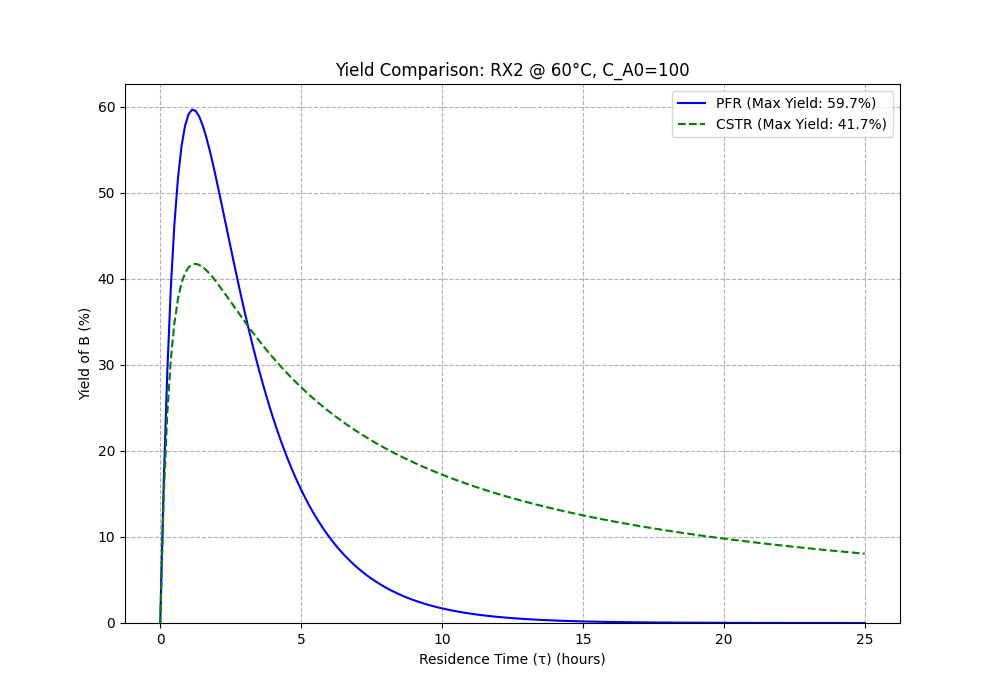 Yield Comparison: RX2 @ 60°C, C_A0=100
PFR (Max Yield: 59.7%)
CSTR (Max Yield: 41.7%)
Yield of B (%)
60
50
40
30
20
10
0
0 5 10 15 20 25
Residence Time (τ) (hours)